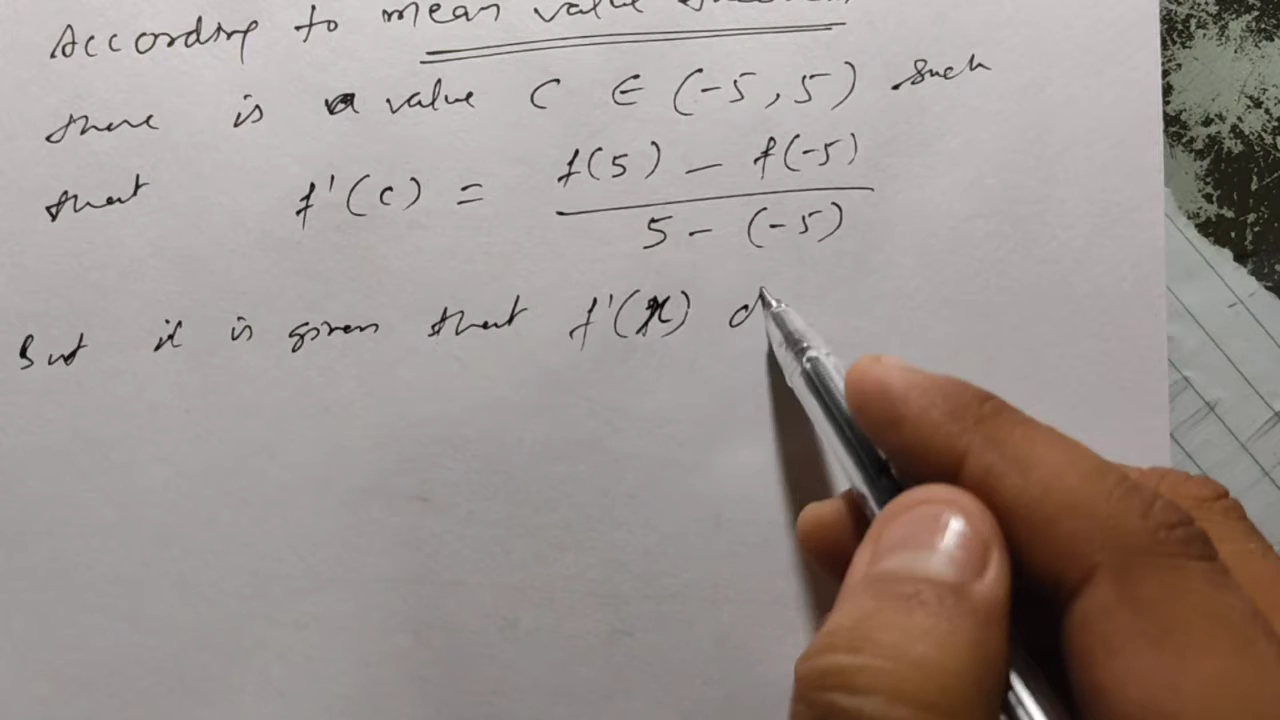 According to mean value theorem
there is a value C ∈ (-5, 5) such
that f'(c) = f(5) - f(-5) / 5 - (-5)
But it is given that f'(x) d